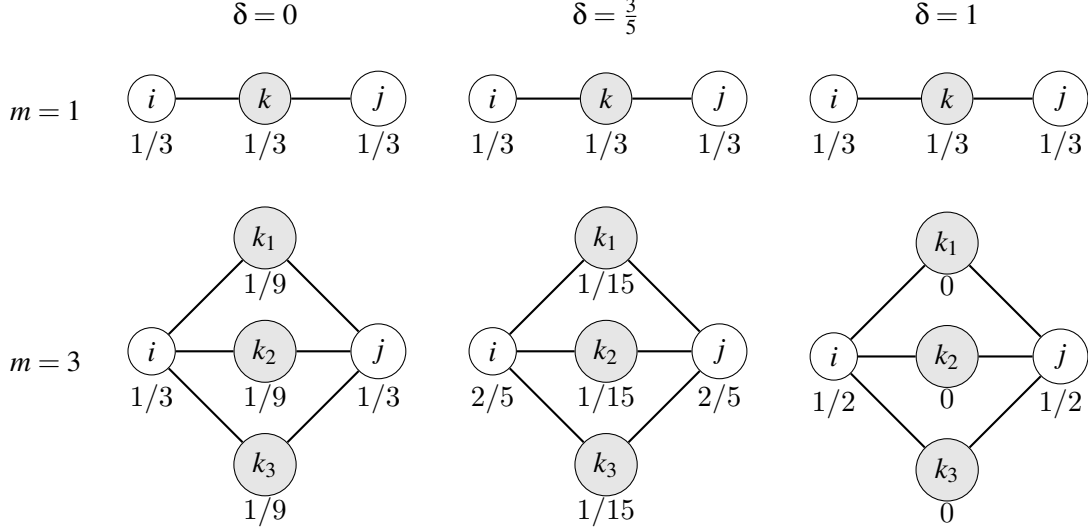 δ = 0 δ = 3/5 δ = 1
m = 1 i k j i k j i k j
1/3 1/3 1/3 1/3 1/3 1/3 1/3 1/3 1/3
k₁ k₁ k₁
1/9 1/15 0
m = 3 i k₂ j i k₂ j i k₂ j
1/3 1/9 1/3 2/5 1/15 2/5 1/2 0 1/2
k₃ k₃ k₃
1/9 1/15 0